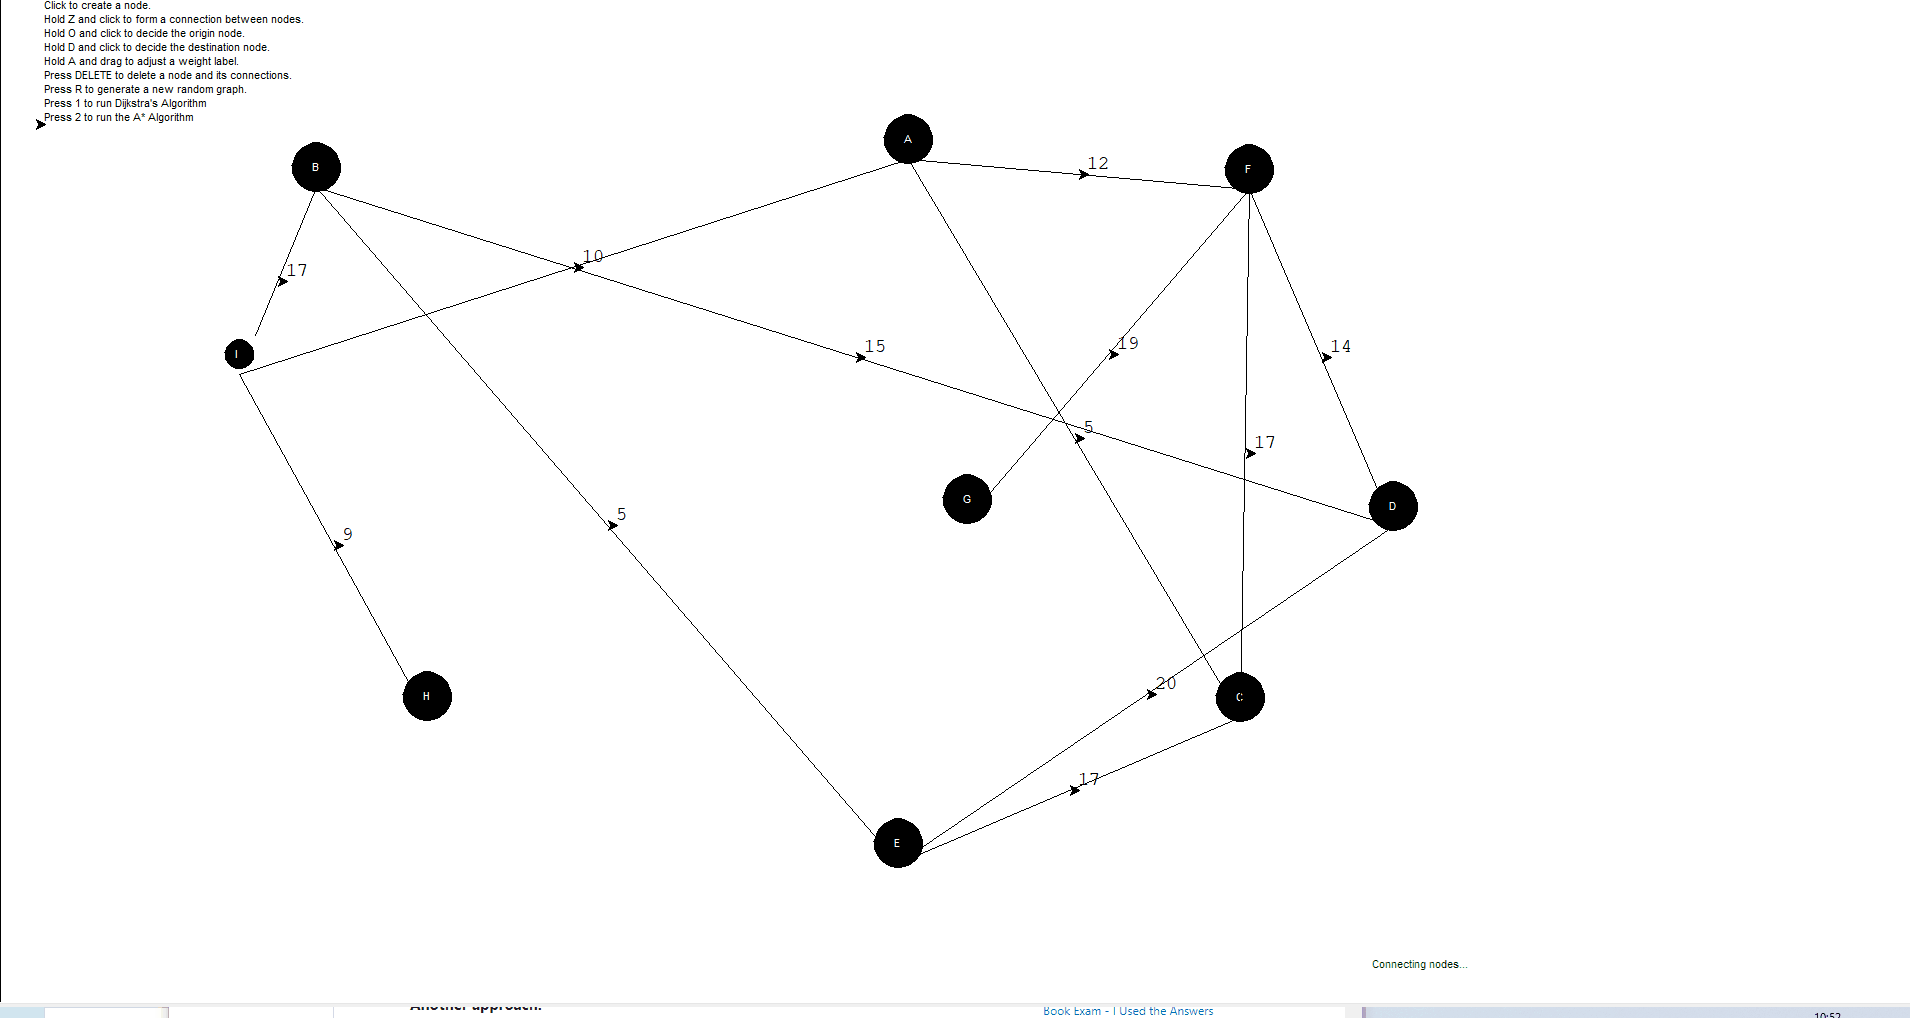 Click to create a node.
Hold Z and click to form a connection between nodes.
Hold O and click to decide the origin node.
Hold D and click to decide the destination node.
Hold A and drag to adjust a weight label.
Press DELETE to delete a node and its connections.
Press R to generate a new random graph.
Press 1 to run Dijkstra's Algorithm
Press 2 to run the A* Algorithm
A
B
F
12
10
17
I
15
19
14
5
17
G
D
5
9
20
H
C
17
E
Connecting nodes...
Another approach.
Book Exam - I Used the Answers
10:52